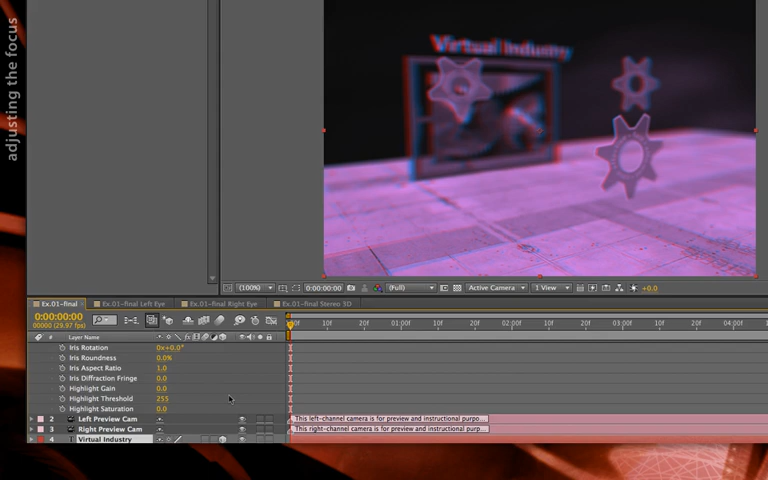 adjusting the focus
Virtual Industry
(100%) 0:00:00:00 (Full) Active Camera 1 View +0.0
Ex.01-final Ex.01-final Left Eye Ex.01-final Right Eye Ex.01-final Stereo 3D
0:00:00:00
00000 (29.97 fps)
10f 20f 01:00f 10f 20f 02:00f 10f 20f 03:00f 10f 20f 04:00
# Layer Name
Iris Rotation 0x+0.0°
Iris Roundness 0.0%
Iris Aspect Ratio 1.0
Iris Diffraction Fringe 0.0
Highlight Gain 0.0
Highlight Threshold 255
Highlight Saturation 0.0
2 Left Preview Cam This left-channel camera is for preview and instructional purpo...
3 Right Preview Cam This right-channel camera is for preview and instructional purp...
4 T Virtual Industry